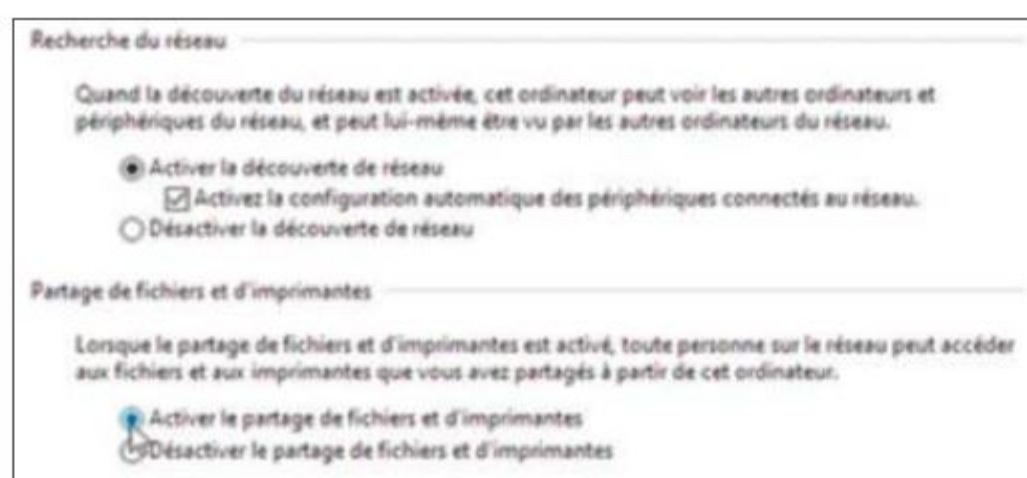 Recherche du réseau
Quand la découverte du réseau est activée, cet ordinateur peut voir les autres ordinateurs et
périphériques du réseau, et peut lui-même être vu par les autres ordinateurs du réseau.
Activer la découverte de réseau
Activez la configuration automatique des périphériques connectés au réseau.
Désactiver la découverte de réseau
Partage de fichiers et d'imprimantes
Lorsque le partage de fichiers et d'imprimantes est activé, toute personne sur le réseau peut accéder
aux fichiers et aux imprimantes que vous avez partagés à partir de cet ordinateur.
Activer le partage de fichiers et d'imprimantes
Désactiver le partage de fichiers et d'imprimantes